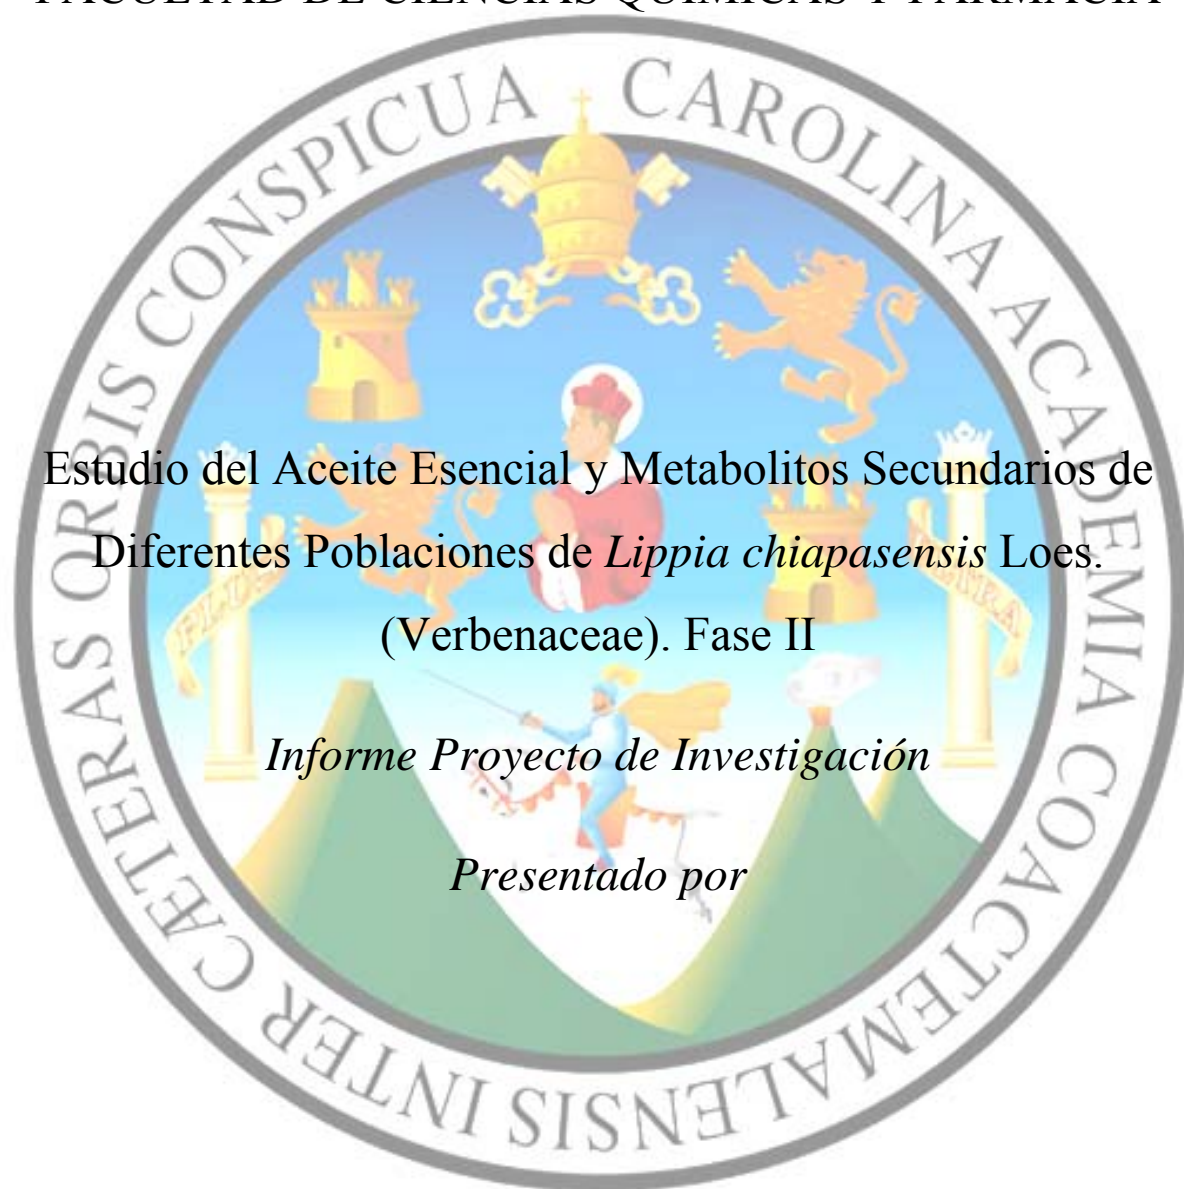 FACULTAD DE CIENCIAS QUÍMICAS Y FARMACIA
CÆTERAS ORBIS CONSPICUA CAROLINA ACADEMIA COACTEMALENSIS INTER
Estudio del Aceite Esencial y Metabolitos Secundarios de
Diferentes Poblaciones de Lippia chiapasensis Loes.
(Verbenaceae). Fase II
Informe Proyecto de Investigación
Presentado por